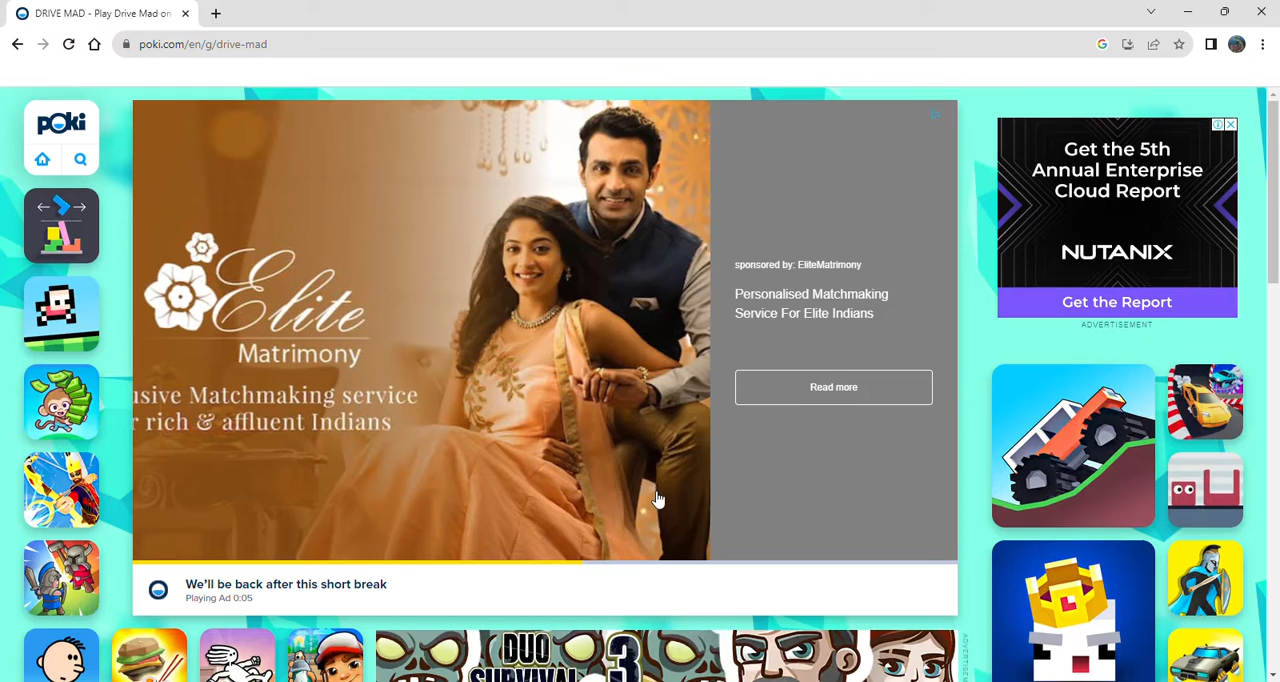 DRIVE MAD - Play Drive Mad on
poki.com/en/g/drive-mad
poki
Elite
Matrimony
usive Matchmaking service
r rich & affluent Indians
sponsored by: EliteMatrimony
Personalised Matchmaking
Service For Elite Indians
Read more
We'll be back after this short break
Playing Ad 0:05
Get the 5th
Annual Enterprise
Cloud Report
NUTANIX
Get the Report
ADVERTISEMENT
DUO
SURVIVAL
3